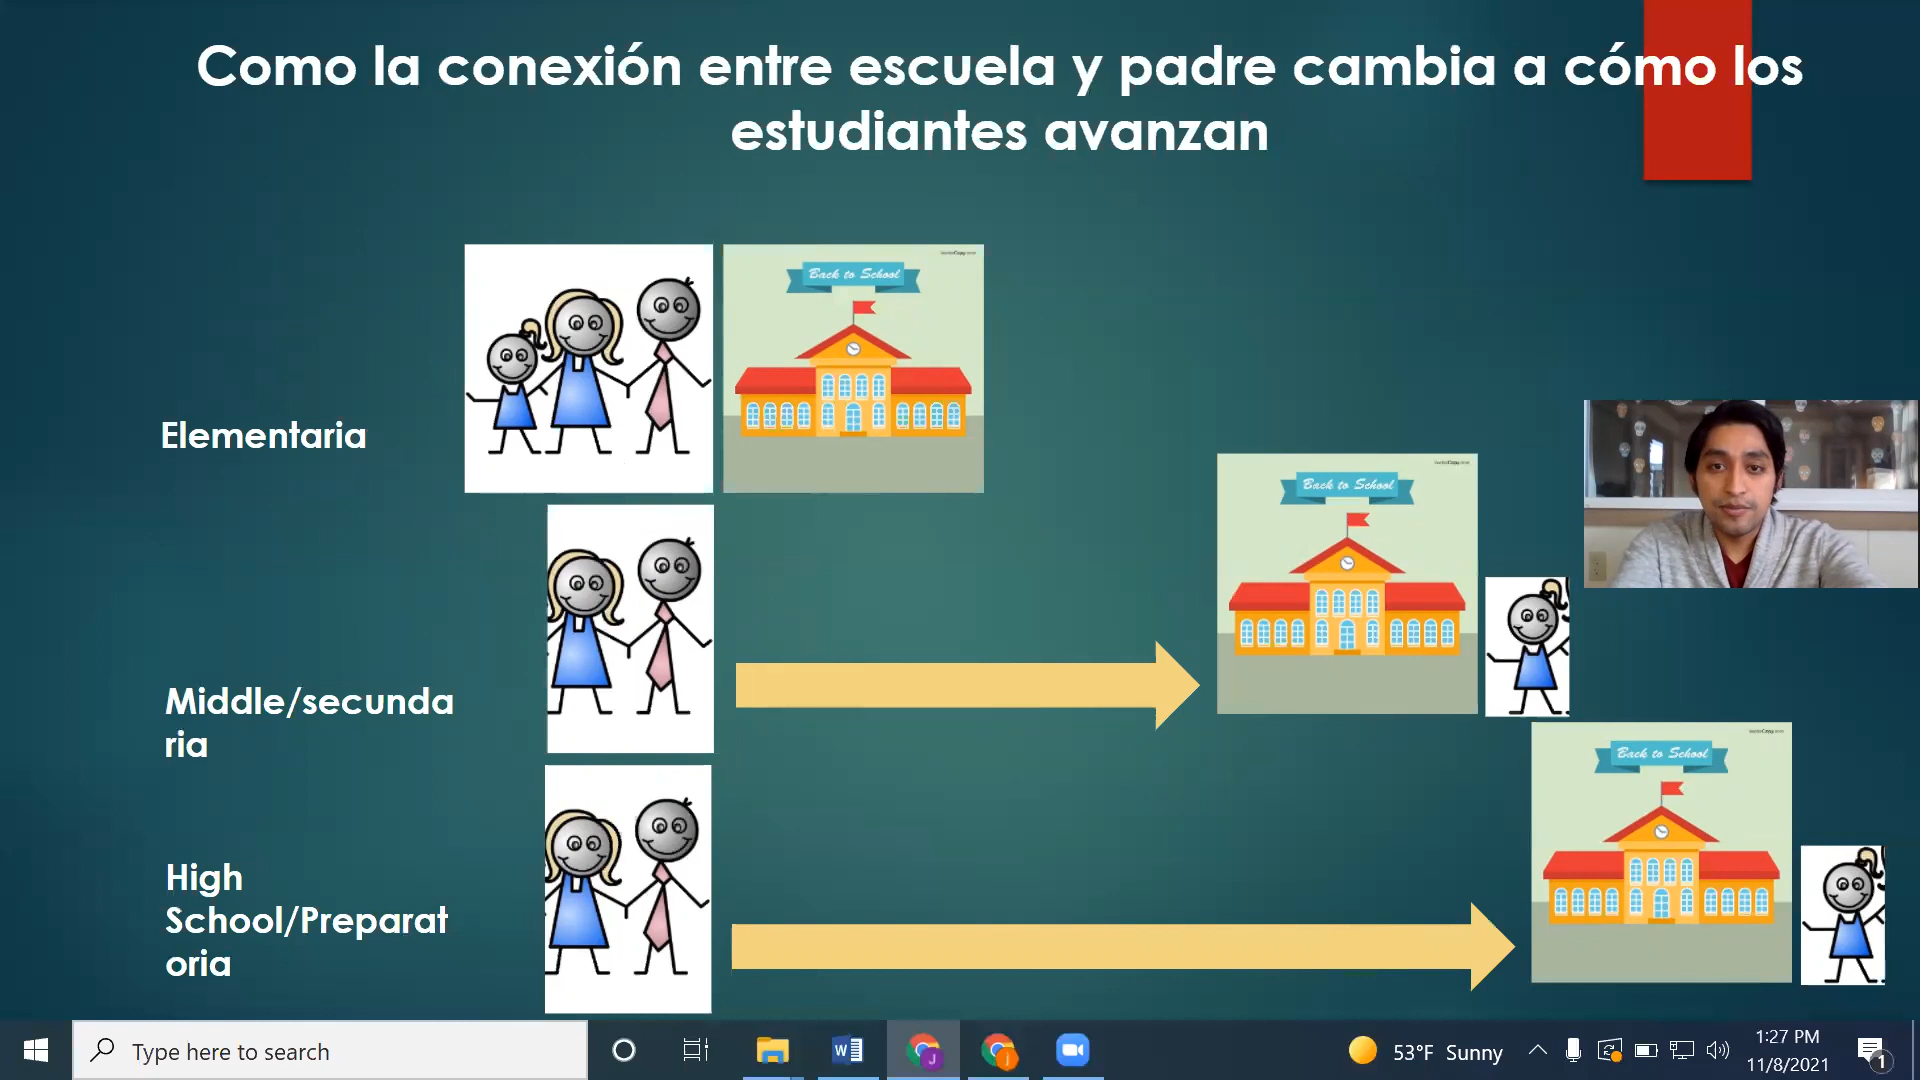 Como la conexión entre escuela y padre cambia a cómo los
estudiantes avanzan
Back to School
Elementaria
Back to School
Middle/secunda
ria
Back to School
High
School/Preparat
oria
Type here to search
53°F Sunny
1:27 PM
11/8/2021
1